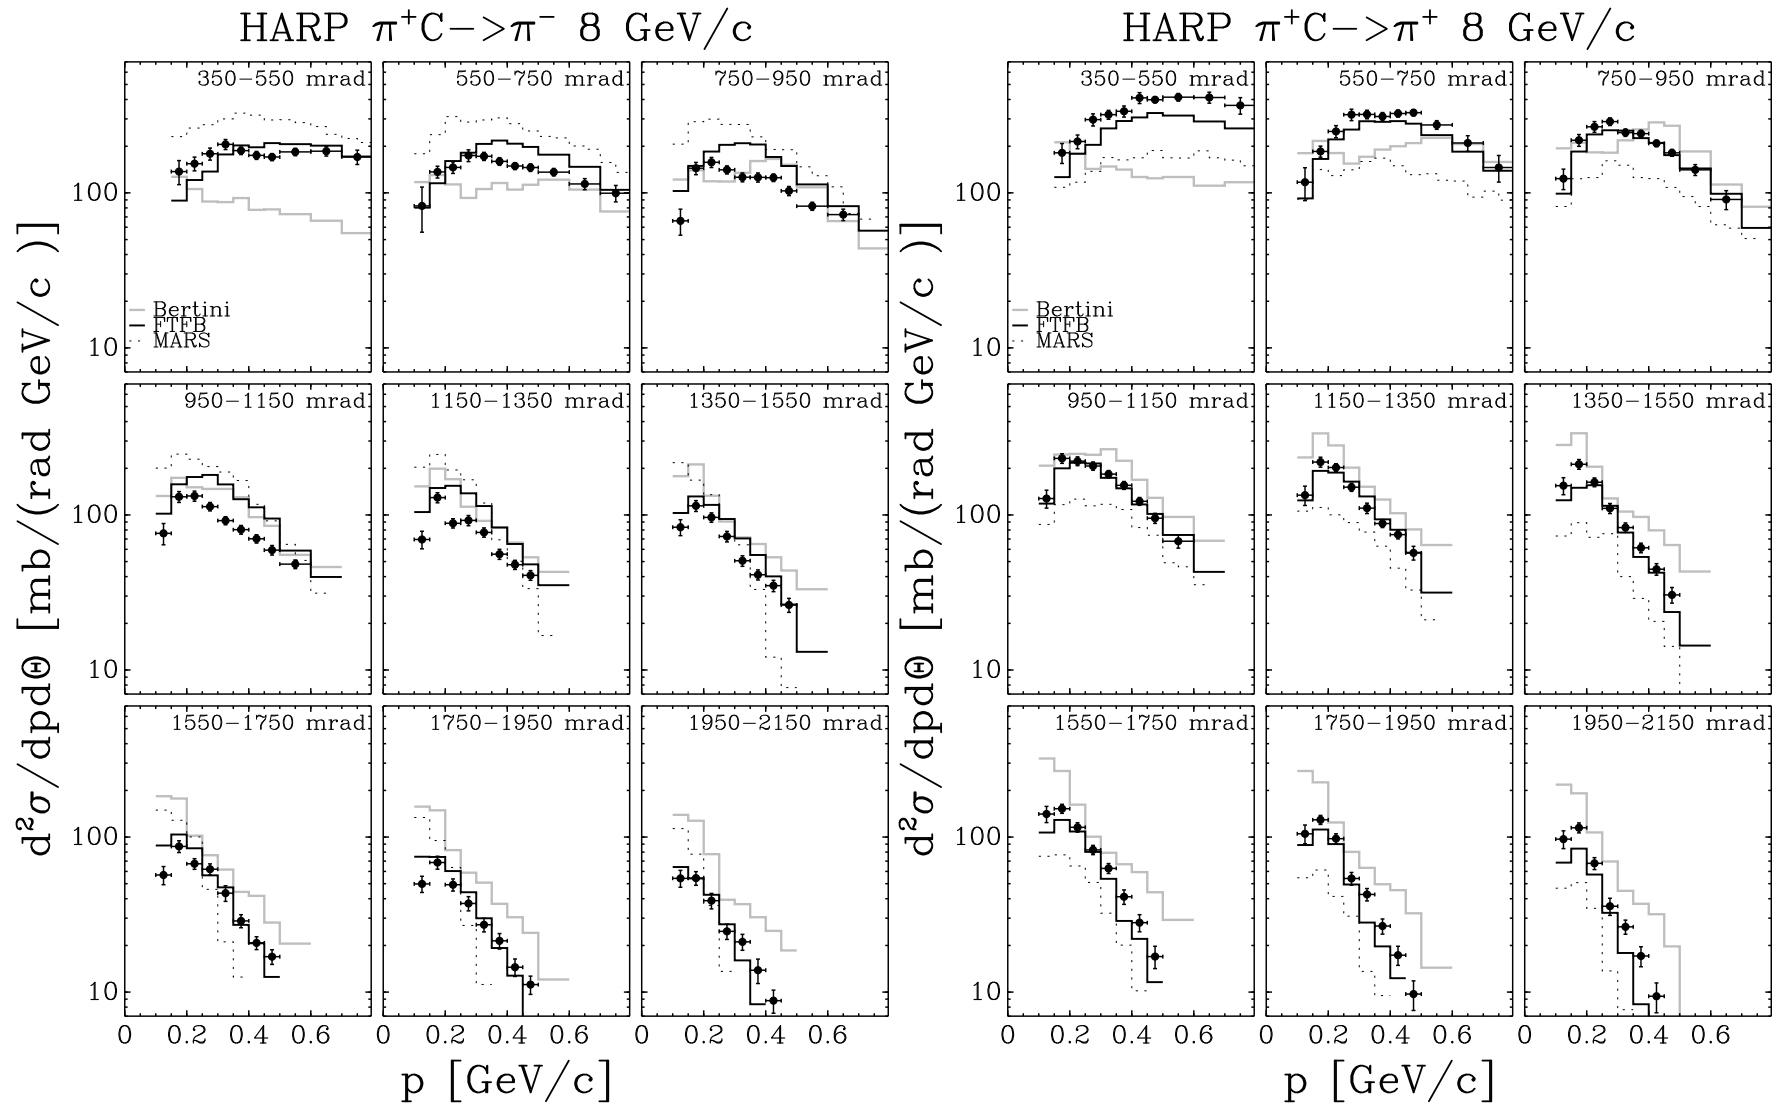 HARP π⁺C−>π⁻ 8 GeV/c
350−550 mrad
550−750 mrad
750−950 mrad
100
10
Bertini
FTFB
MARS
950−1150 mrad
1150−1350 mrad
1350−1550 mrad
100
10
1550−1750 mrad
1750−1950 mrad
1950−2150 mrad
100
10
0 0.2 0.4 0.6 0 0.2 0.4 0.6 0 0.2 0.4 0.6
d²σ/dpdΘ [mb/(rad GeV/c )]
p [GeV/c]
HARP π⁺C−>π⁺ 8 GeV/c
350−550 mrad
550−750 mrad
750−950 mrad
100
10
Bertini
FTFB
MARS
950−1150 mrad
1150−1350 mrad
1350−1550 mrad
100
10
1550−1750 mrad
1750−1950 mrad
1950−2150 mrad
100
10
0 0.2 0.4 0.6 0 0.2 0.4 0.6 0 0.2 0.4 0.6
d²σ/dpdΘ [mb/(rad GeV/c )]
p [GeV/c]